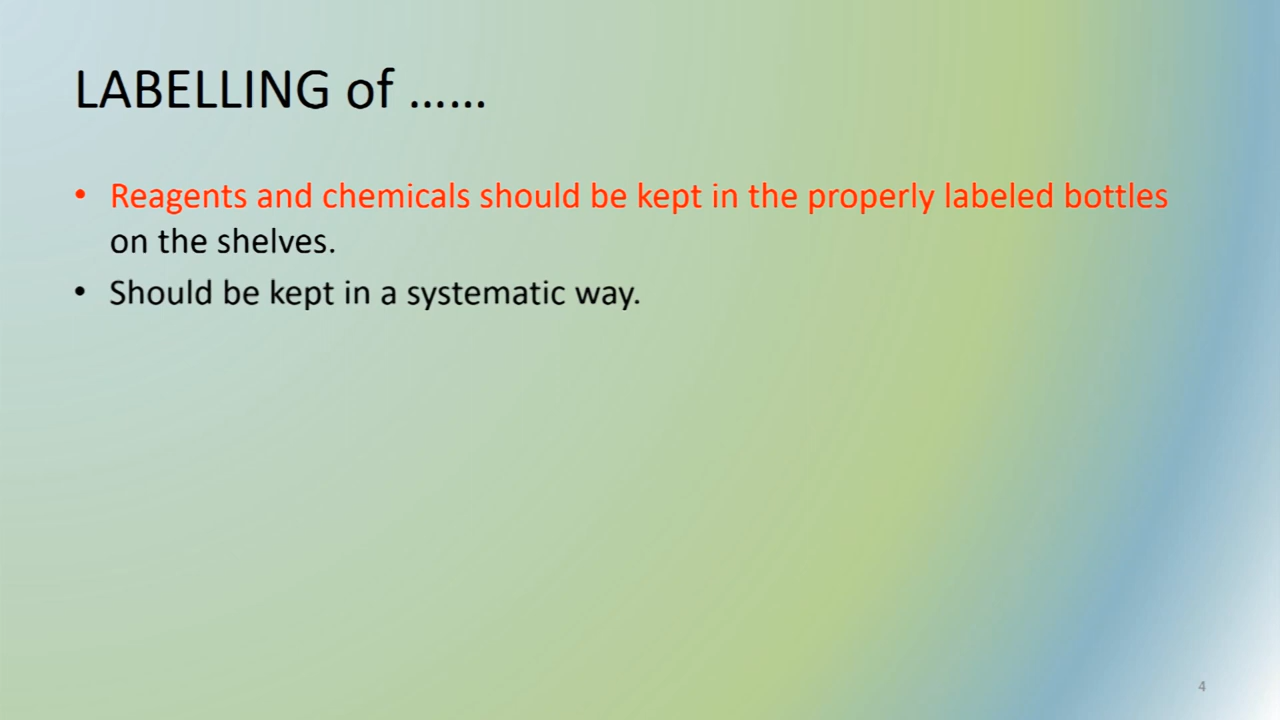 LABELLING of ......
• Reagents and chemicals should be kept in the properly labeled bottles
on the shelves.
• Should be kept in a systematic way.
4